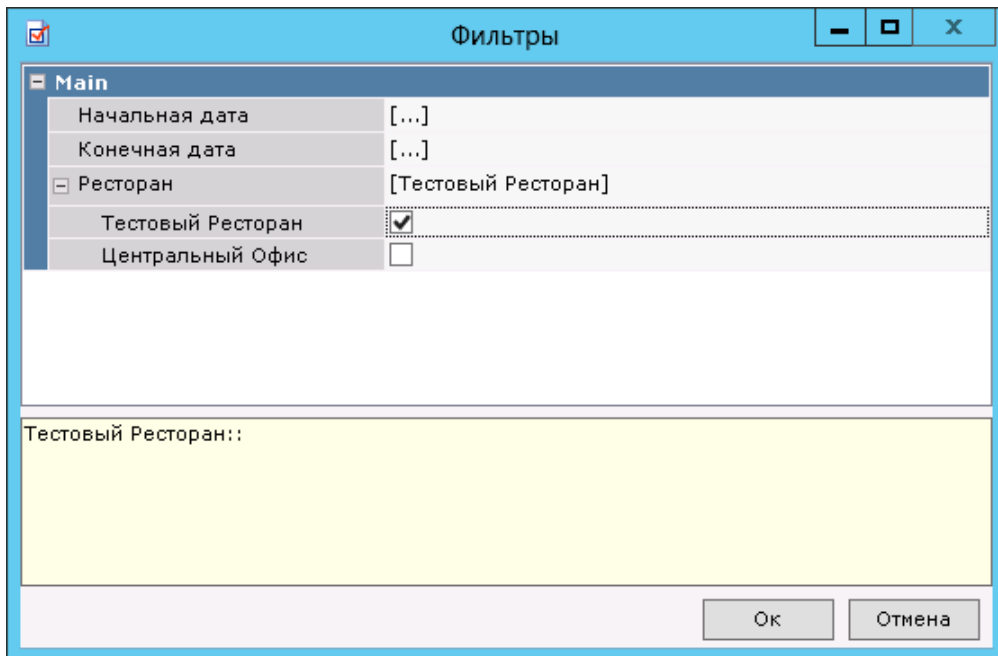 Фильтры
Main
Начальная дата [...]
Конечная дата [...]
Ресторан [Тестовый Ресторан]
Тестовый Ресторан
Центральный Офис
Тестовый Ресторан::
Ок Отмена